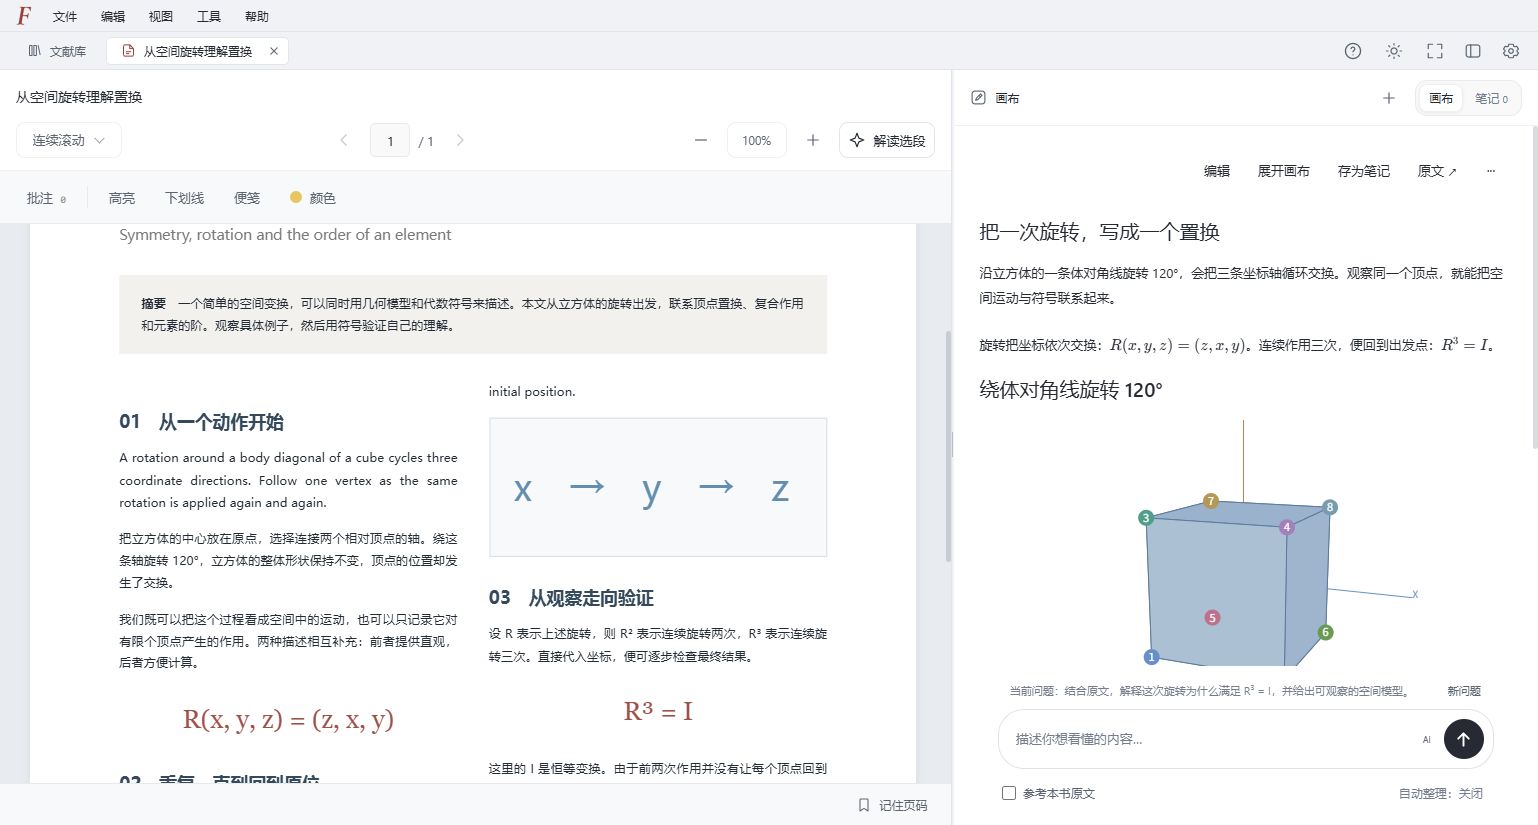 F 文件 编辑 视图 工具 帮助
文献库 从空间旋转理解置换
从空间旋转理解置换
连续滚动 1 / 1 100% 解读选段
批注 0 高亮 下划线 便笺 颜色
Symmetry, rotation and the order of an element
摘要 一个简单的空间变换，可以同时用几何模型和代数符号来描述。本文从立方体的旋转出发，联系顶点置换、复合作用
和元素的阶。观察具体例子，然后用符号验证自己的理解。
01 从一个动作开始
A rotation around a body diagonal of a cube cycles three
coordinate directions. Follow one vertex as the same
rotation is applied again and again.
把立方体的中心放在原点，选择连接两个相对顶点的轴。绕这
条轴旋转 120°，立方体的整体形状保持不变，顶点的位置却发
生了交换。
我们既可以把这个过程看成空间中的运动，也可以只记录它对
有限个顶点产生的作用。两种描述相互补充：前者提供直观，
后者方便计算。
R(x, y, z) = (z, x, y)
02 重复，直到回到原位
initial position.
x → y → z
03 从观察走向验证
设 R 表示上述旋转，则 R² 表示连续旋转两次，R³ 表示连续旋
转三次。直接代入坐标，便可逐步检查最终结果。
R³ = I
这里的 I 是恒等变换。由于前两次作用并没有让每个顶点回到
记住页码
画布 画布 笔记 0
编辑 展开画布 存为笔记 原文 ↗ ···
把一次旋转，写成一个置换
沿立方体的一条体对角线旋转 120°，会把三条坐标轴循环交换。观察同一个顶点，就能把空
间运动与符号联系起来。
旋转把坐标依次交换：R(x, y, z) = (z, x, y)。连续作用三次，便回到出发点：R³ = I。
绕体对角线旋转 120°
7
8
3
4
X
5
6
1
当前问题：结合原文，解释这次旋转为什么满足 R³ = I，并给出可观察的空间模型。 新问题
描述你想看懂的内容... AI
参考本书原文 自动整理：关闭